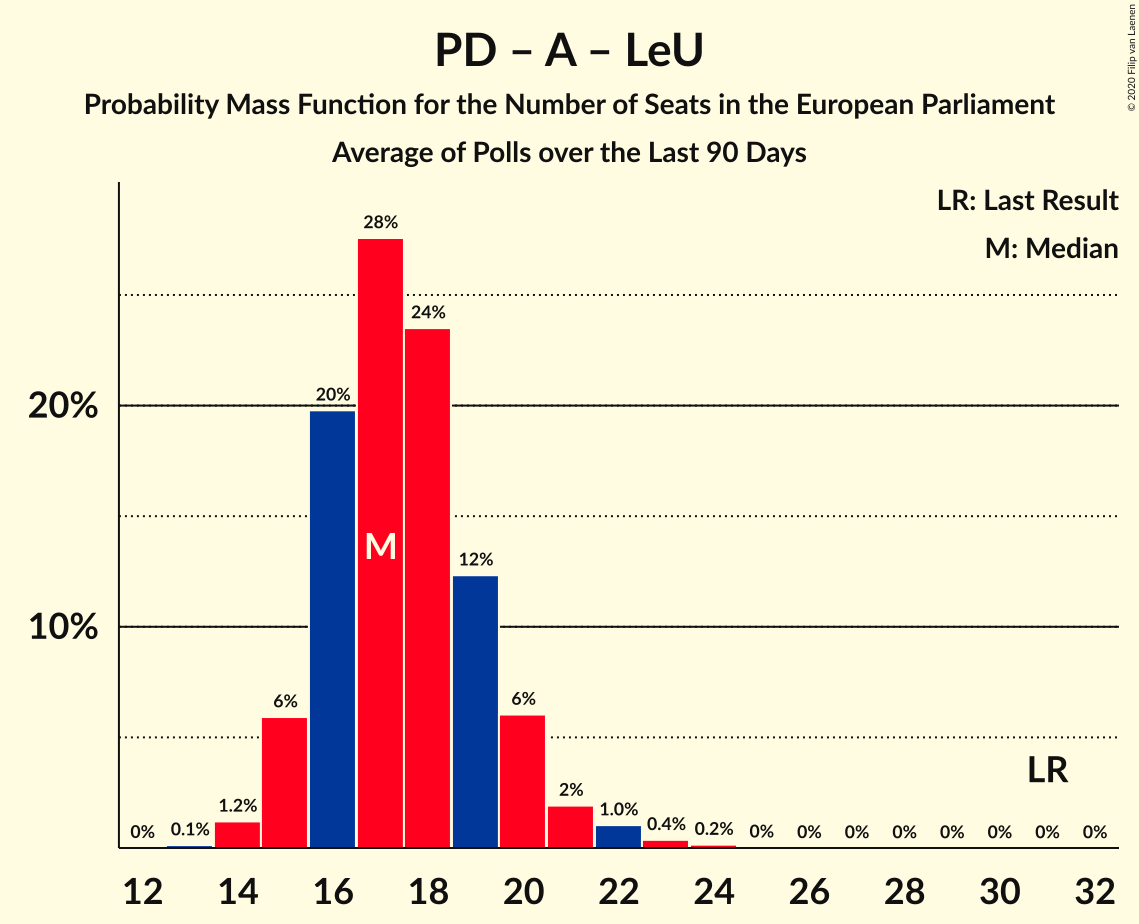 PD – A – LeU
Probability Mass Function for the Number of Seats in the European Parliament
Average of Polls over the Last 90 Days
© 2020 Filip van Laenen
LR: Last Result
M: Median
28%
24%
20%
20%
M
12%
10%
6%
6%
LR
2%
1.2%
1.0%
0% 0.1% 0.4% 0.2% 0% 0% 0% 0% 0% 0% 0% 0%
12 14 16 18 20 22 24 26 28 30 32